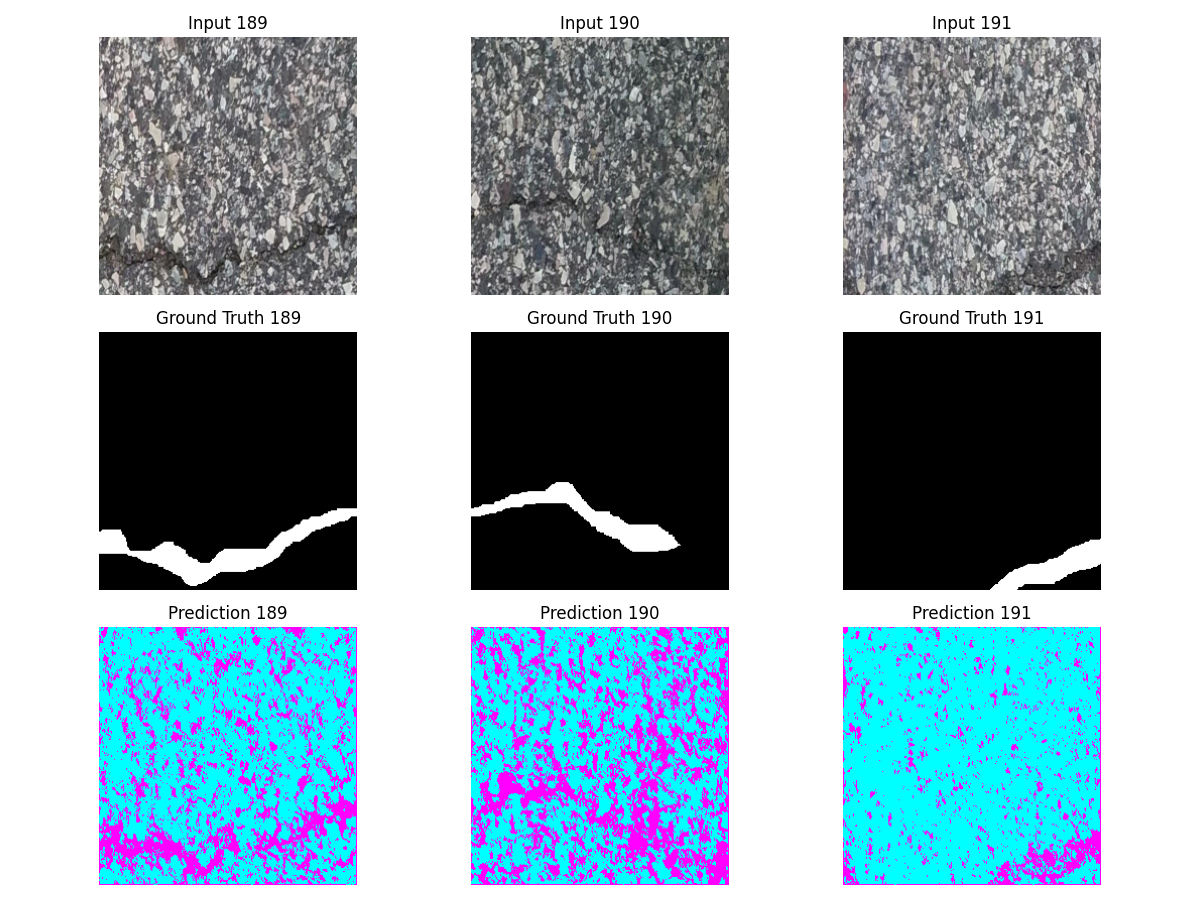 Input 189
Input 190
Input 191
Ground Truth 189
Ground Truth 190
Ground Truth 191
Prediction 189
Prediction 190
Prediction 191